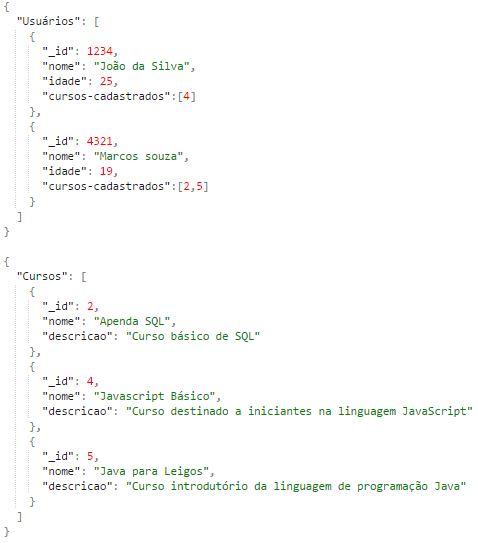 {
"Usuários": [
{
"_id": 1234,
"nome": "João da Silva",
"idade": 25,
"cursos-cadastrados":[4]
},
{
"_id": 4321,
"nome": "Marcos souza",
"idade": 19,
"cursos-cadastrados":[2,5]
}
]
}
{
"Cursos": [
{
"_id": 2,
"nome": "Apenda SQL",
"descricao": "Curso básico de SQL"
},
{
"_id": 4,
"nome": "Javascript Básico",
"descricao": "Curso destinado a iniciantes na linguagem JavaScript"
},
{
"_id": 5,
"nome": "Java para Leigos",
"descricao": "Curso introdutório da linguagem de programação Java"
}
]
}